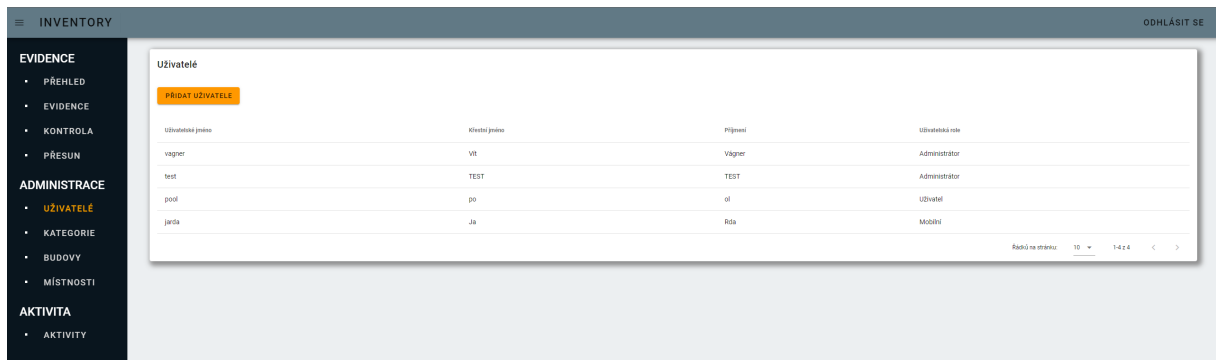 INVENTORY
ODHLÁSIT SE
EVIDENCE
PŘEHLED
EVIDENCE
KONTROLA
PŘESUN
ADMINISTRACE
UŽIVATELÉ
KATEGORIE
BUDOVY
MÍSTNOSTI
AKTIVITA
AKTIVITY
Uživatelé
PŘIDAT UŽIVATELE
Uživatelské jméno Křestní jméno Příjmení Uživatelská role
vagner Vít Vágner Administrátor
test TEST TEST Administrátor
pool po ol Uživatel
jarda Ja Rda Mobilní
Řádků na stránku: 10 1-4 z 4